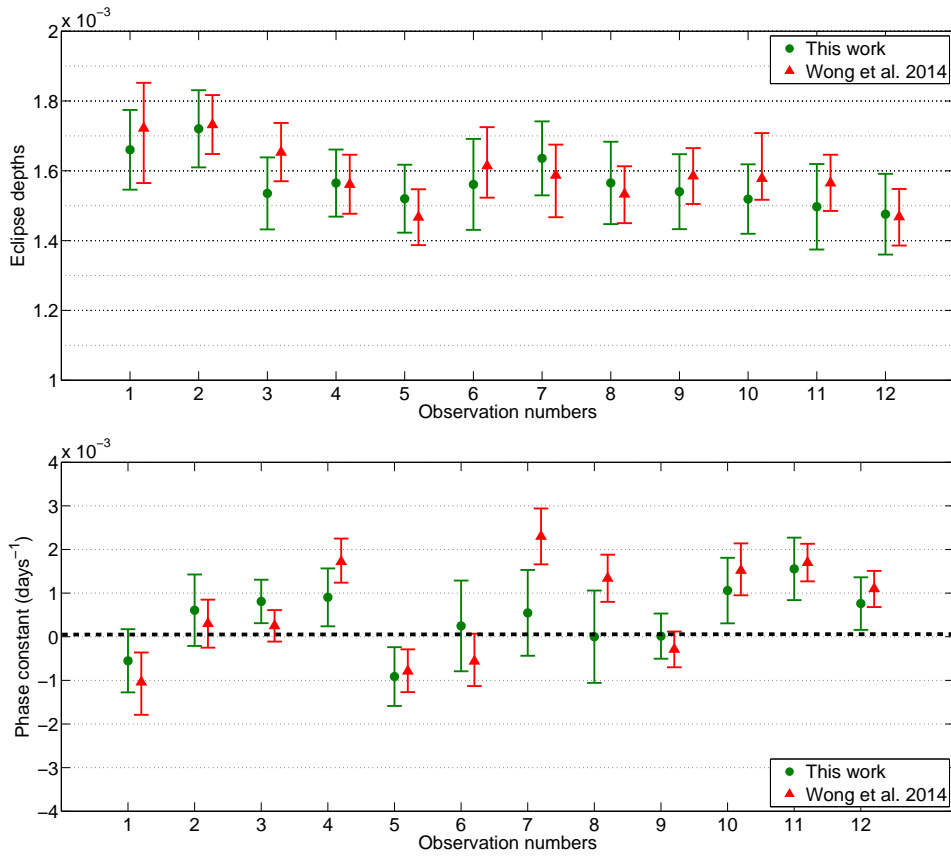 x 10⁻³
2
1.8
1.6
1.4
1.2
1
Eclipse depths
This work
Wong et al. 2014
1 2 3 4 5 6 7 8 9 10 11 12
Observation numbers
x 10⁻³
4
3
2
1
0
−1
−2
−3
−4
Phase constant (days⁻¹)
This work
Wong et al. 2014
1 2 3 4 5 6 7 8 9 10 11 12
Observation numbers